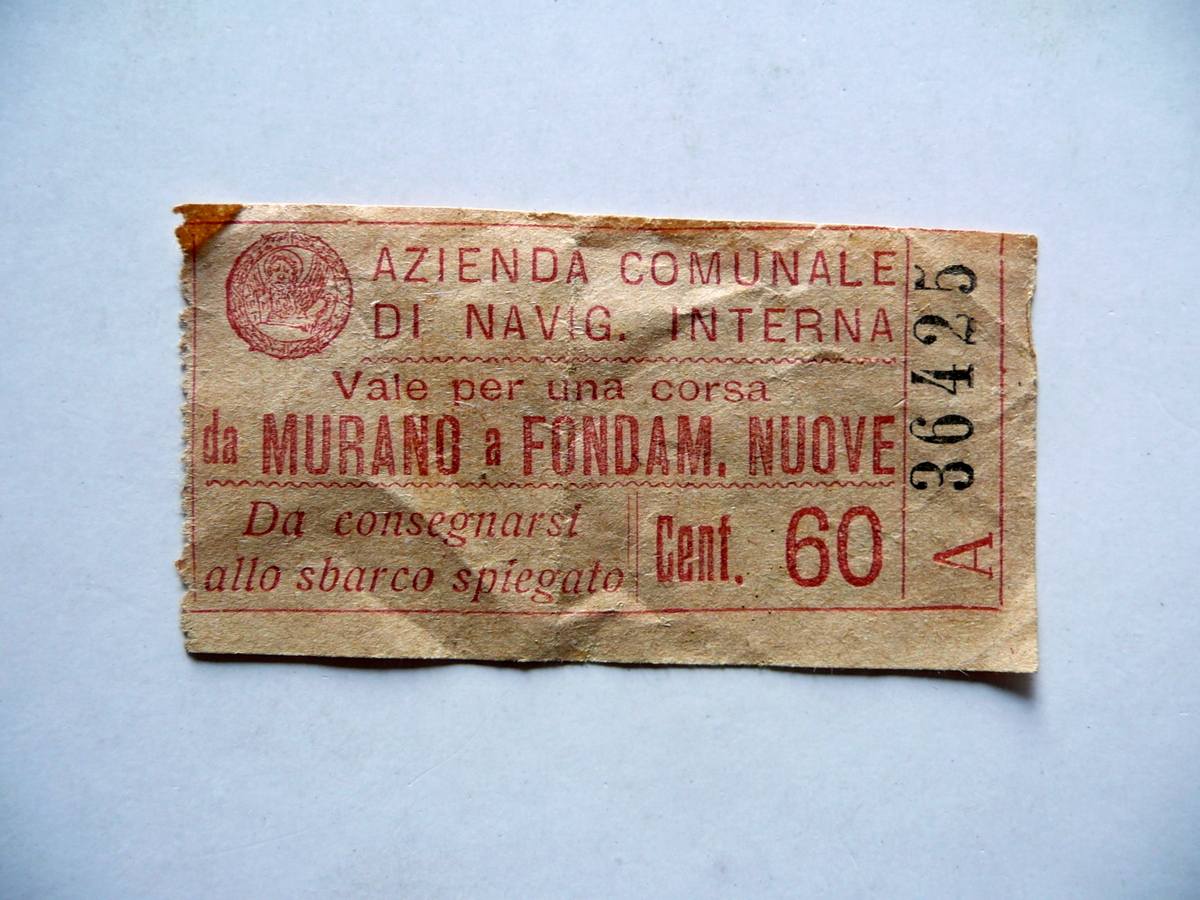 AZIENDA COMUNALE
DI NAVIG. INTERNA
Vale per una corsa
da MURANO a FONDAM. NUOVE
Da consegnarsi
allo sbarco spiegato
Cent. 60
A 36425